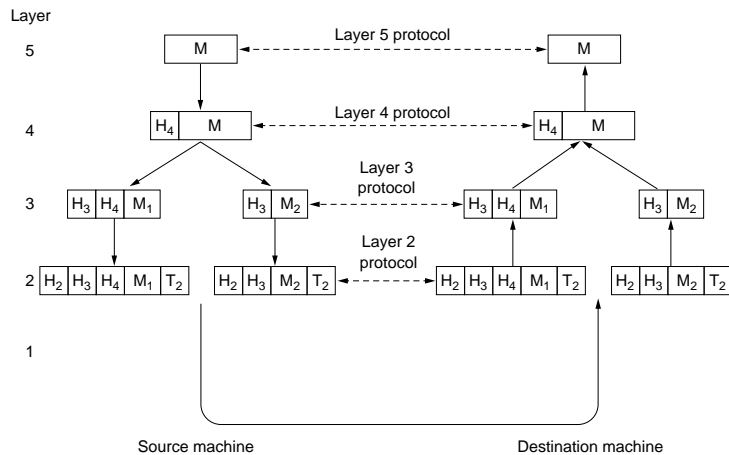 Layer
5 M Layer 5 protocol M
4 H4 M Layer 4 protocol H4 M
Layer 3
protocol
3 H3 H4 M1 H3 M2 H3 H4 M1 H3 M2
Layer 2
protocol
2 H2 H3 H4 M1 T2 H2 H3 M2 T2 H2 H3 H4 M1 T2 H2 H3 M2 T2
1
Source machine Destination machine